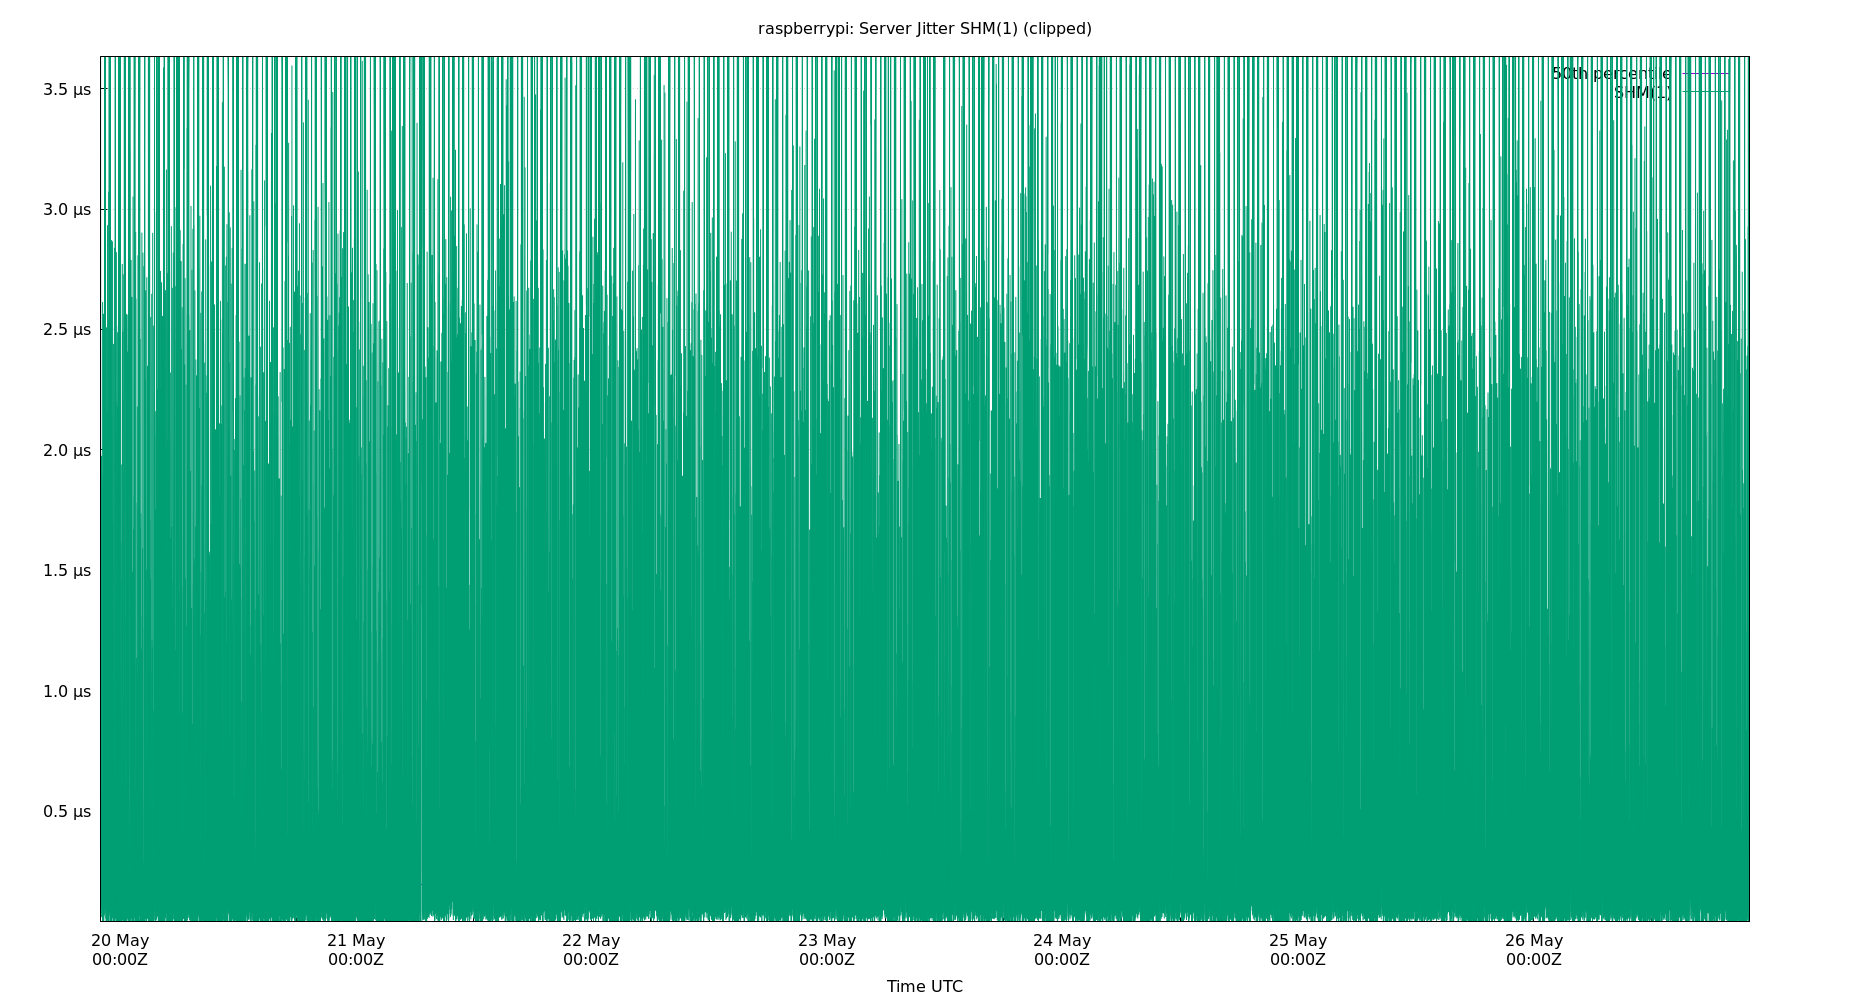 raspberrypi: Server Jitter SHM(1) (clipped)
50th percentile
SHM(1)
3.5 µs
3.0 µs
2.5 µs
2.0 µs
1.5 µs
1.0 µs
0.5 µs
20 May 21 May 22 May 23 May 24 May 25 May 26 May
00:00Z 00:00Z 00:00Z 00:00Z 00:00Z 00:00Z 00:00Z
Time UTC